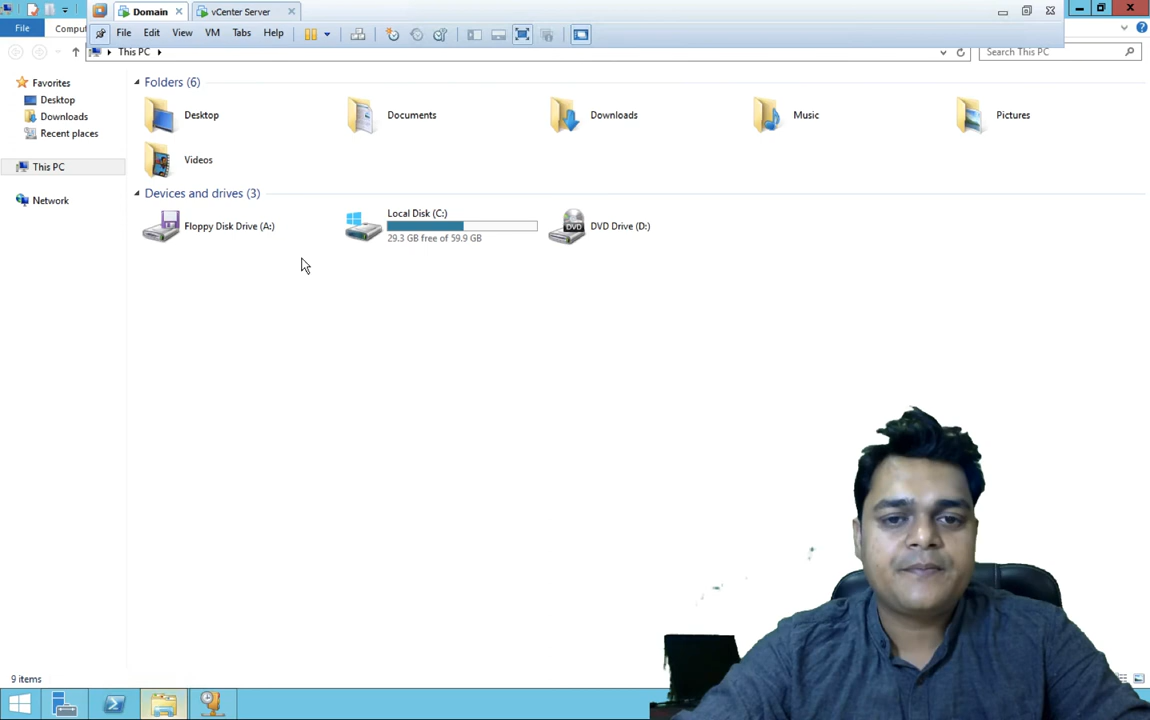 Domain
vCenter Server
File
Compu
File Edit View VM Tabs Help
This PC
Search This PC
Favorites
Desktop
Downloads
Recent places
This PC
Network
Folders (6)
Desktop
Documents
Downloads
Music
Pictures
Videos
Devices and drives (3)
Floppy Disk Drive (A:)
Local Disk (C:)
29.3 GB free of 59.9 GB
DVD
DVD Drive (D:)
9 items